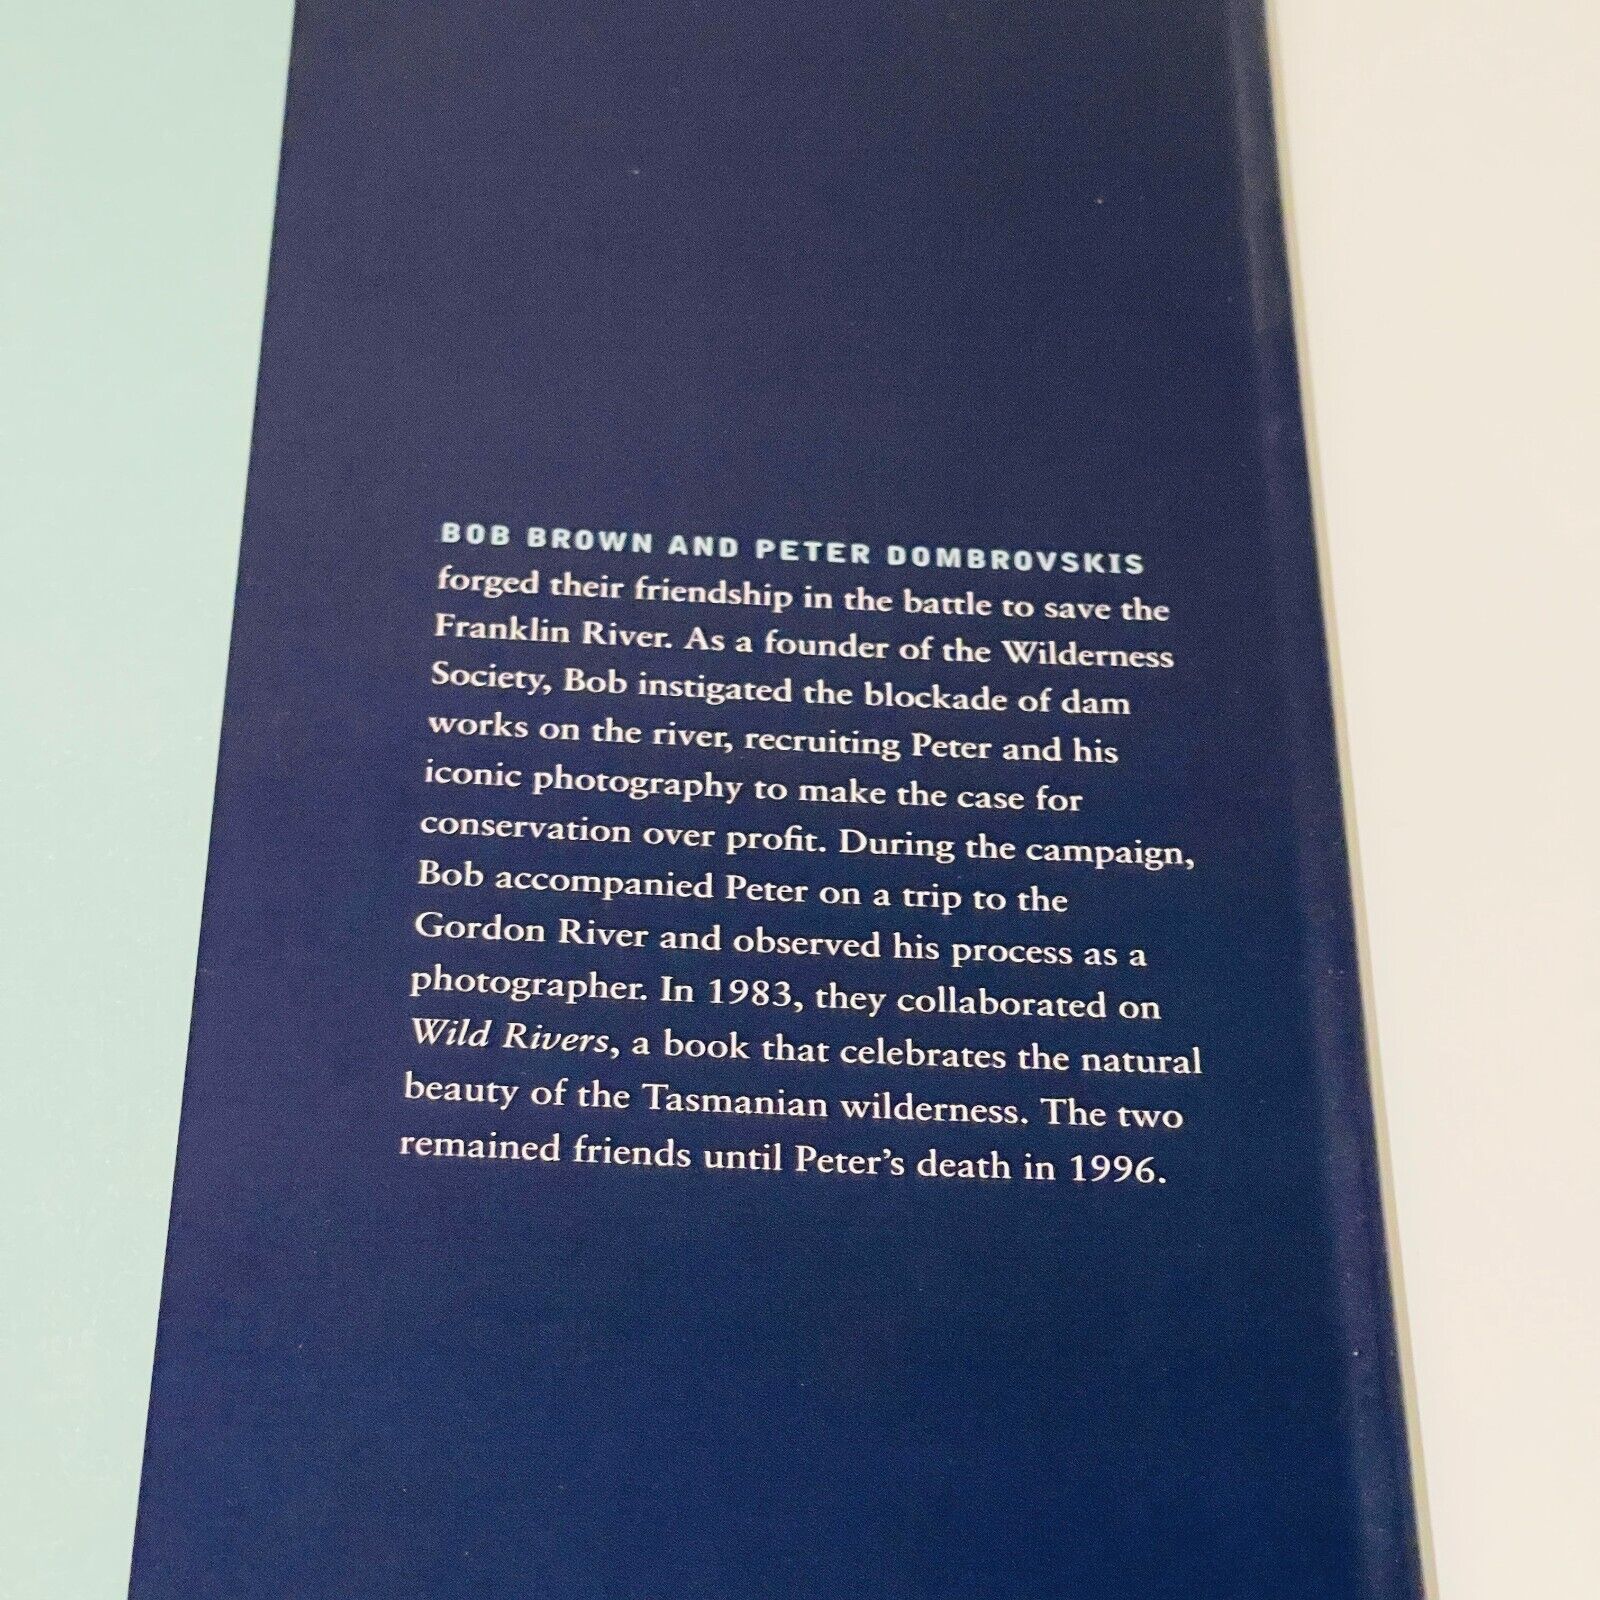 BOB BROWN AND PETER DOMBROVSKIS
forged their friendship in the battle to save the
Franklin River. As a founder of the Wilderness
Society, Bob instigated the blockade of dam
works on the river, recruiting Peter and his
iconic photography to make the case for
conservation over profit. During the campaign,
Bob accompanied Peter on a trip to the
Gordon River and observed his process as a
photographer. In 1983, they collaborated on
Wild Rivers, a book that celebrates the natural
beauty of the Tasmanian wilderness. The two
remained friends until Peter's death in 1996.